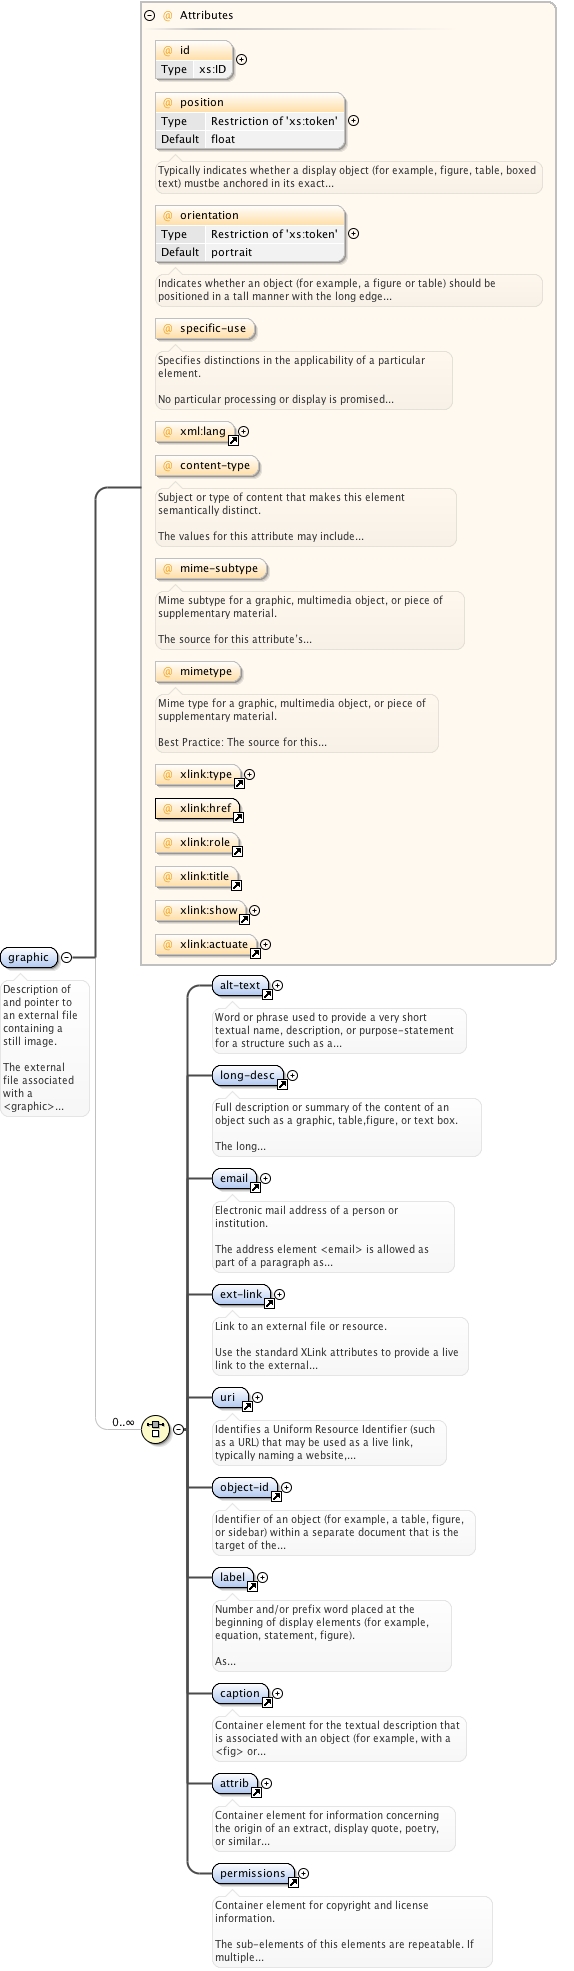 @ Attributes
@ id
Type xs:ID
@ position
Type Restriction of 'xs:token'
Default float
Typically indicates whether a display object (for example, figure, table, boxed
text) mustbe anchored in its exact...
@ orientation
Type Restriction of 'xs:token'
Default portrait
Indicates whether an object (for example, a figure or table) should be
positioned in a tall manner with the long edge...
@ specific-use
Specifies distinctions in the applicability of a particular
element.
No particular processing or display is promised...
@ xml:lang
@ content-type
Subject or type of content that makes this element
semantically distinct.
The values for this attribute may include...
@ mime-subtype
Mime subtype for a graphic, multimedia object, or piece of
supplementary material.
The source for this attribute's...
@ mimetype
Mime type for a graphic, multimedia object, or piece of
supplementary material.
Best Practice: The source for this...
@ xlink:type
@ xlink:href
@ xlink:role
@ xlink:title
@ xlink:show
@ xlink:actuate
graphic
Description of
and pointer to
an external file
containing a
still image.
The external
file associated
with a
<graphic>...
alt-text
Word or phrase used to provide a very short
textual name, description, or purpose-statement
for a structure such as a...
long-desc
Full description or summary of the content of an
object such as a graphic, table,figure, or text box.
The long...
email
Electronic mail address of a person or
institution.
The address element <email> is allowed as
part of a paragraph as...
ext-link
Link to an external file or resource.
Use the standard XLink attributes to provide a live
link to the external...
0..∞
uri
Identifies a Uniform Resource Identifier (such
as a URL) that may be used as a live link,
typically naming a website,...
object-id
Identifier of an object (for example, a table, figure,
or sidebar) within a separate document that is the
target of the...
label
Number and/or prefix word placed at the
beginning of display elements (for example,
equation, statement, figure).
As...
caption
Container element for the textual description that
is associated with an object (for example, with a
<fig> or...
attrib
Container element for information concerning
the origin of an extract, display quote, poetry,
or similar...
permissions
Container element for copyright and license
information.
The sub-elements of this elements are repeatable. If
multiple...